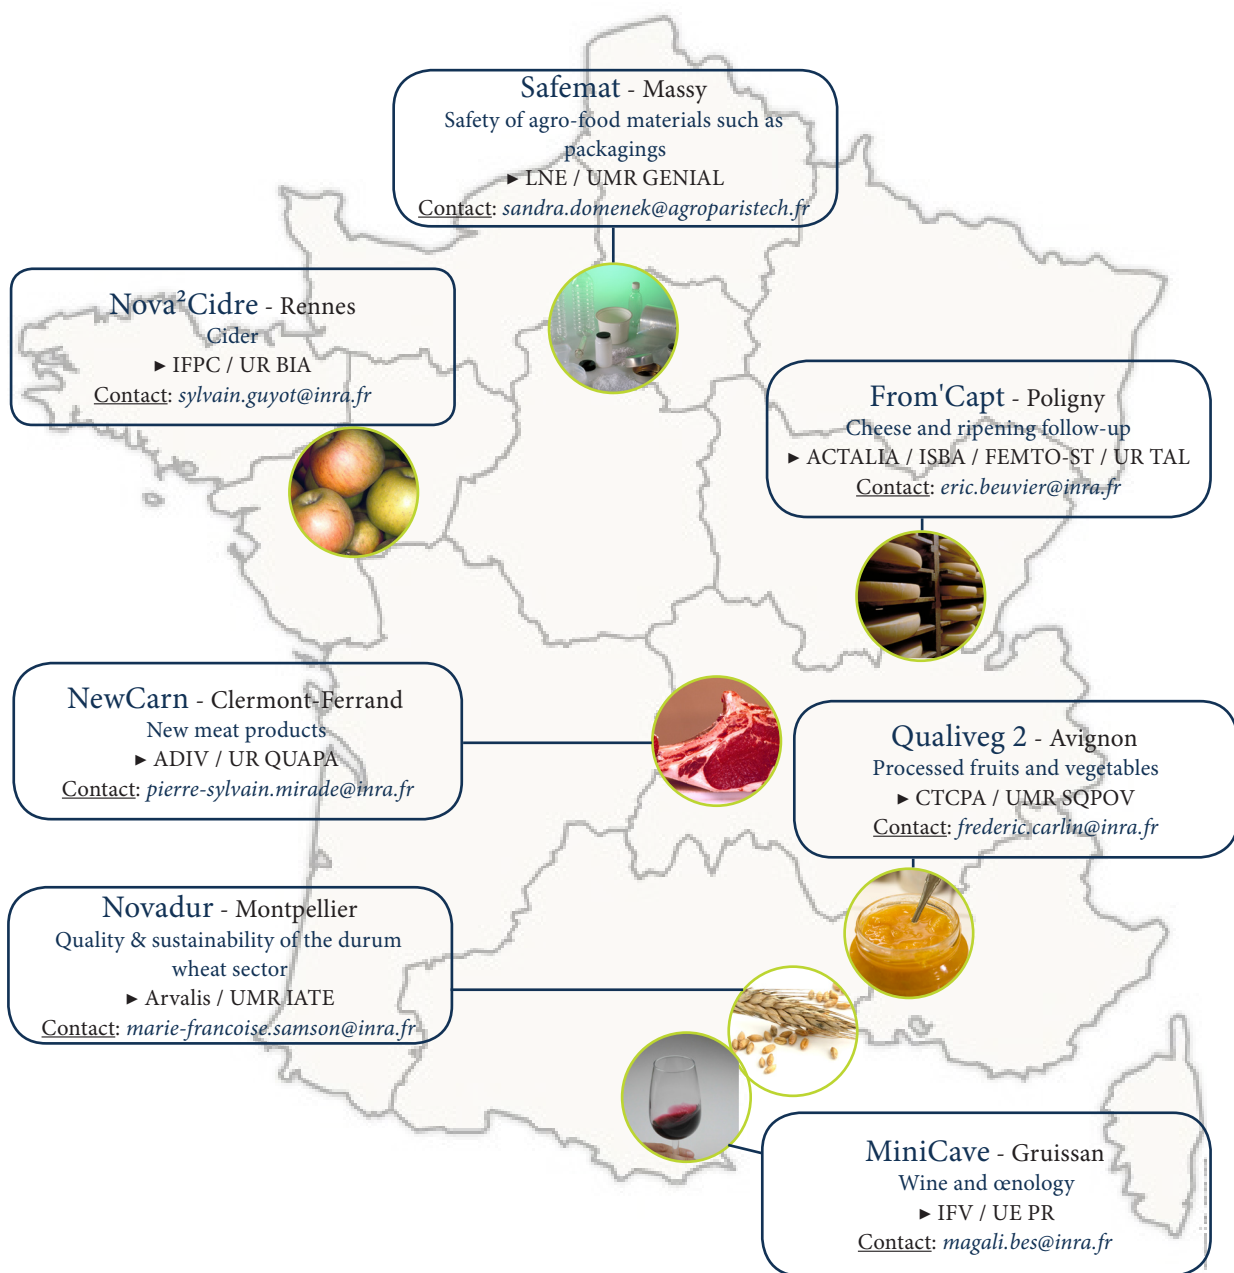 Safemat - Massy
Safety of agro-food materials such as
packagings
► LNE / UMR GENIAL
Contact: sandra.domenek@agroparistech.fr
Nova²Cidre - Rennes
Cider
► IFPC / UR BIA
Contact: sylvain.guyot@inra.fr
From'Capt - Poligny
Cheese and ripening follow-up
► ACTALIA / ISBA / FEMTO-ST / UR TAL
Contact: eric.beuvier@inra.fr
NewCarn - Clermont-Ferrand
New meat products
► ADIV / UR QUAPA
Contact: pierre-sylvain.mirade@inra.fr
Qualiveg 2 - Avignon
Processed fruits and vegetables
► CTCPA / UMR SQPOV
Contact: frederic.carlin@inra.fr
Novadur - Montpellier
Quality & sustainability of the durum
wheat sector
► Arvalis / UMR IATE
Contact: marie-francoise.samson@inra.fr
MiniCave - Gruissan
Wine and œnology
► IFV / UE PR
Contact: magali.bes@inra.fr